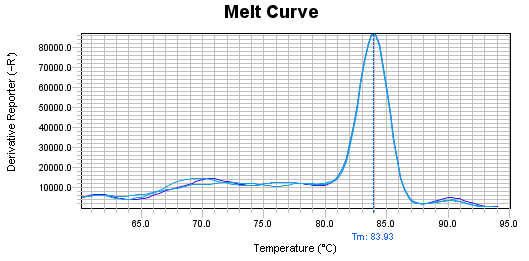 Melt Curve
Derivative Reporter (-R')
80000.0
70000.0
60000.0
50000.0
40000.0
30000.0
20000.0
10000.0
65.0 70.0 75.0 80.0 85.0 90.0 95.0
Tm: 83.93
Temperature (°C)